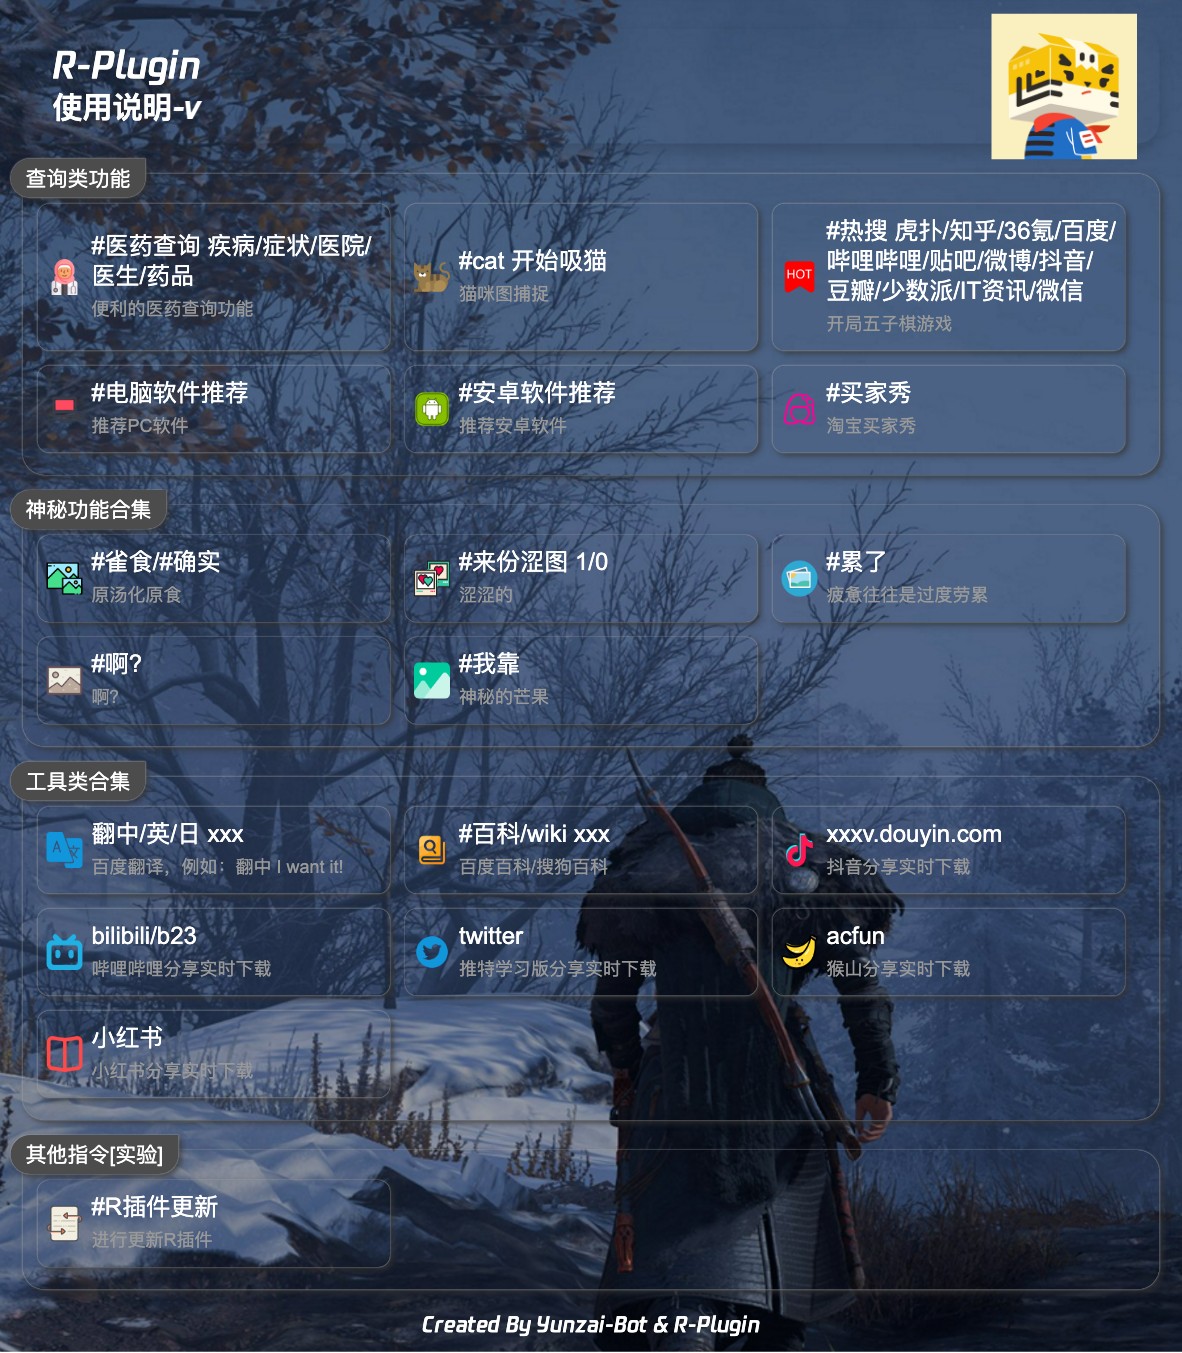 R-Plugin
使用说明-v
查询类功能
#医药查询 疾病/症状/医院/
医生/药品
便利的医药查询功能
#cat 开始吸猫
猫咪图捕捉
HOT
#热搜 虎扑/知乎/36氪/百度/
哔哩哔哩/贴吧/微博/抖音/
豆瓣/少数派/IT资讯/微信
开局五子棋游戏
#电脑软件推荐
推荐PC软件
#安卓软件推荐
推荐安卓软件
#买家秀
淘宝买家秀
神秘功能合集
#雀食/#确实
原汤化原食
#来份涩图 1/0
涩涩的
#累了
疲惫往往是过度劳累
#啊?
啊?
#我靠
神秘的芒果
工具类合集
翻中/英/日 xxx
百度翻译，例如：翻中 I want it!
#百科/wiki xxx
百度百科/搜狗百科
xxxv.douyin.com
抖音分享实时下载
bilibili/b23
哔哩哔哩分享实时下载
twitter
推特学习版分享实时下载
acfun
猴山分享实时下载
小红书
小红书分享实时下载
其他指令[实验]
#R插件更新
进行更新R插件
Created By Yunzai-Bot & R-Plugin